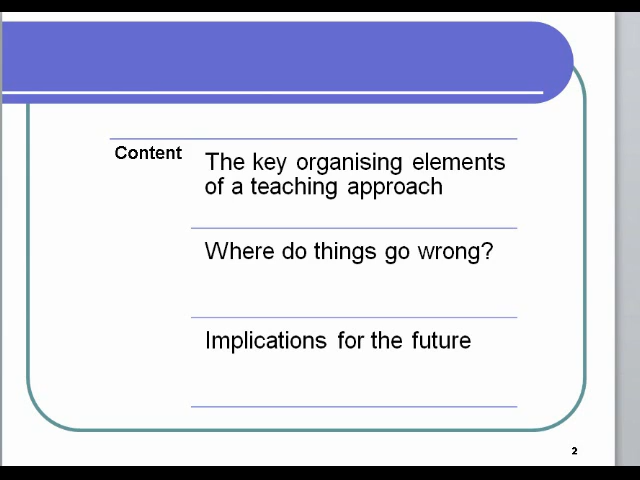 Content
The key organising elements
of a teaching approach
Where do things go wrong?
Implications for the future
2